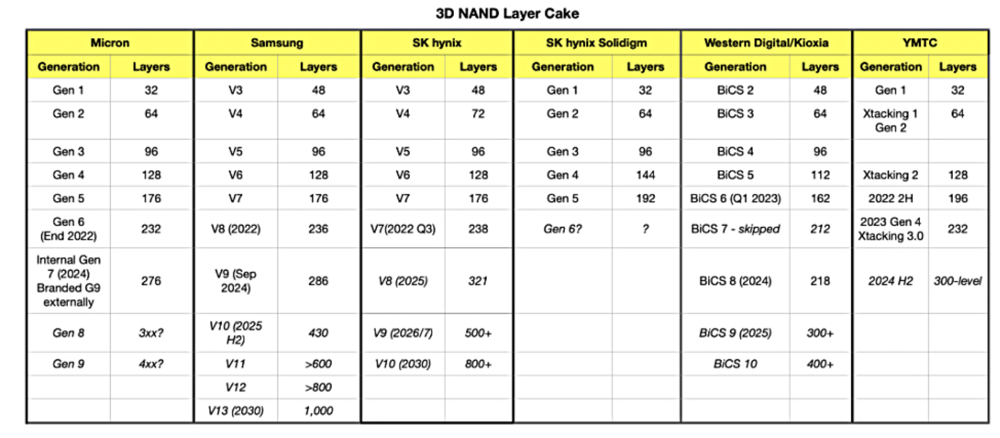 3D NAND Layer Cake
Micron Samsung SK hynix SK hynix Solidigm Western Digital/Kioxia YMTC
Generation Layers Generation Layers Generation Layers Generation Layers Generation Layers Generation Layers
Gen 1 32 V3 48 V3 48 Gen 1 32 BiCS 2 48 Gen 1 32
Gen 2 64 V4 64 V4 72 Gen 2 64 BiCS 3 64 Xtacking 1 64
Gen 2
Gen 3 96 V5 96 V5 96 Gen 3 96 BiCS 4 96
Gen 4 128 V6 128 V6 128 Gen 4 144 BiCS 5 112 Xtacking 2 128
Gen 5 176 V7 176 V7 176 Gen 5 192 BiCS 6 (Q1 2023) 162 2022 2H 196
Gen 6
(End 2022) 232 V8 (2022) 236 V7(2022 Q3) 238 Gen 6? ? BiCS 7 - skipped 212 2023 Gen 4
Xtacking 3.0 232
Internal Gen
7 (2024)
Branded G9
externally 276 V9 (Sep
2024) 286 V8 (2025) 321 BiCS 8 (2024) 218 2024 H2 300-level
Gen 8 3xx? V10 (2025
H2) 430 V9 (2026/7) 500+ BiCS 9 (2025) 300+
Gen 9 4xx? V11 >600 V10 (2030) 800+ BiCS 10 400+
V12 >800
V13 (2030) 1,000